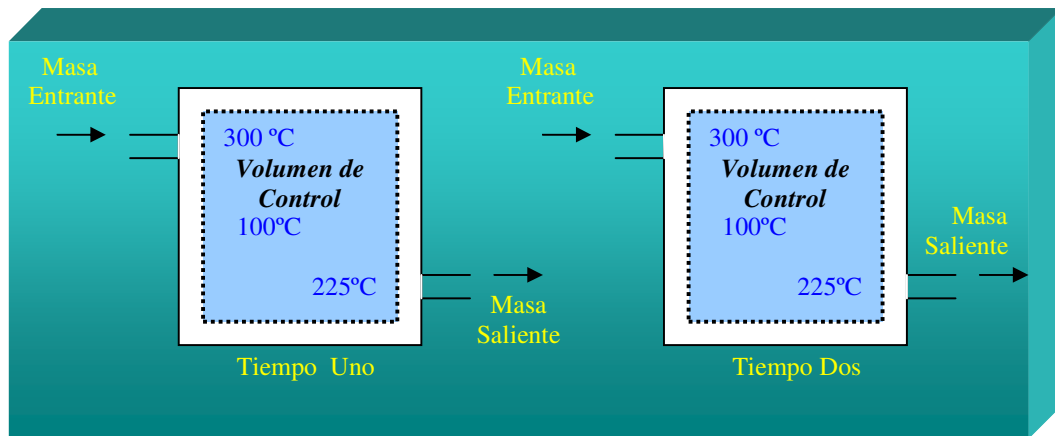 Masa
Entrante
300 ºC
Volumen de
Control
100ºC
225ºC
Masa
Saliente
Tiempo Uno
Masa
Entrante
300 ºC
Volumen de
Control
100ºC
225ºC
Masa
Saliente
Tiempo Dos